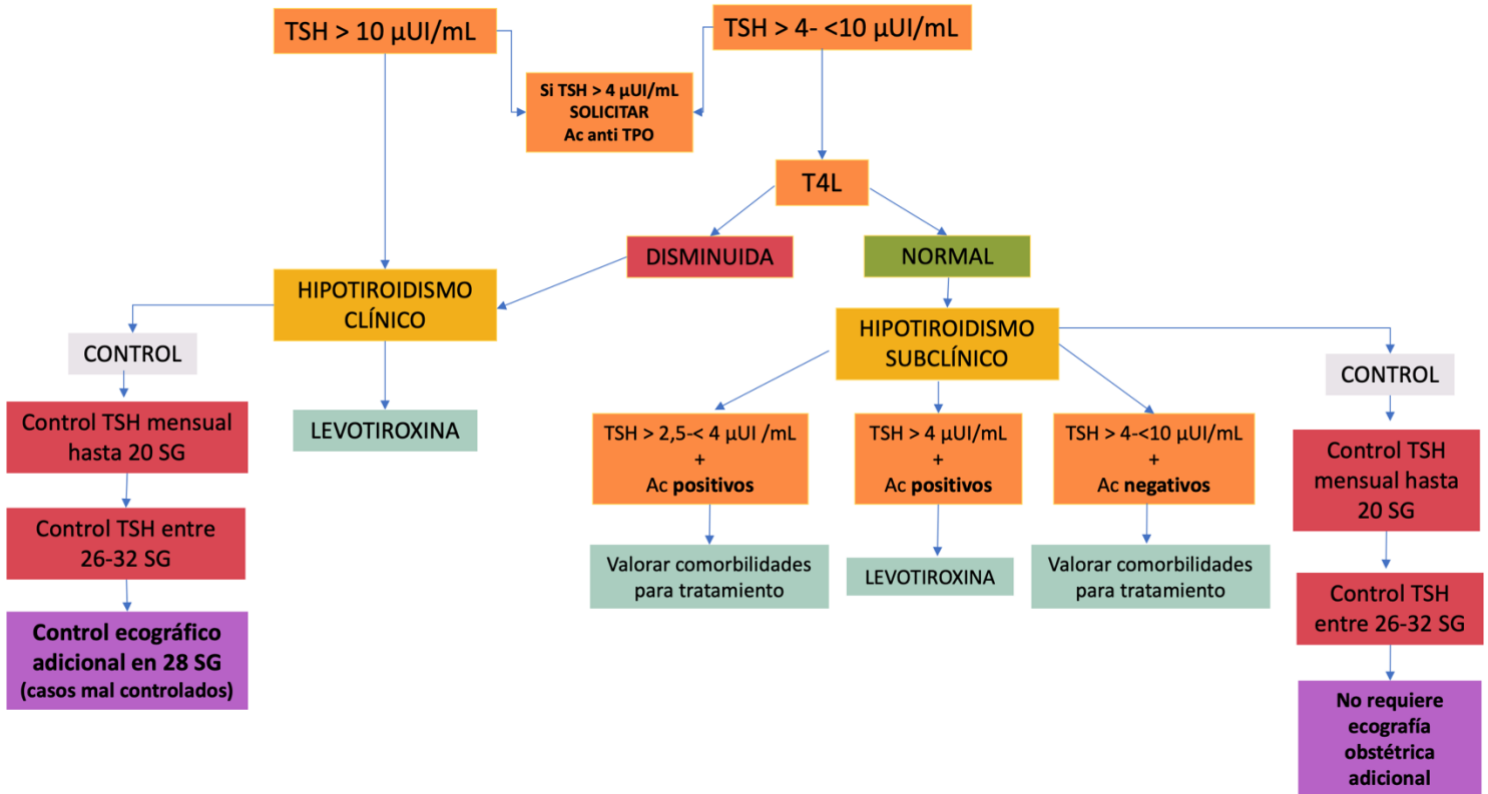 TSH > 10 µUI/mL
TSH > 4- <10 µUI/mL
Si TSH > 4 µUI/mL
SOLICITAR
Ac anti TPO
T4L
DISMINUIDA
NORMAL
HIPOTIROIDISMO
CLÍNICO
HIPOTIROIDISMO
SUBCLÍNICO
CONTROL
Control TSH mensual
hasta 20 SG
Control TSH entre
26-32 SG
Control ecográfico
adicional en 28 SG
(casos mal controlados)
LEVOTIROXINA
TSH > 2,5-< 4 µUI /mL
+
Ac positivos
Valorar comorbilidades
para tratamiento
TSH > 4 µUI/mL
+
Ac positivos
LEVOTIROXINA
TSH > 4-<10 µUI/mL
+
Ac negativos
Valorar comorbilidades
para tratamiento
CONTROL
Control TSH
mensual hasta
20 SG
Control TSH
entre 26-32 SG
No requiere
ecografía
obstétrica
adicional